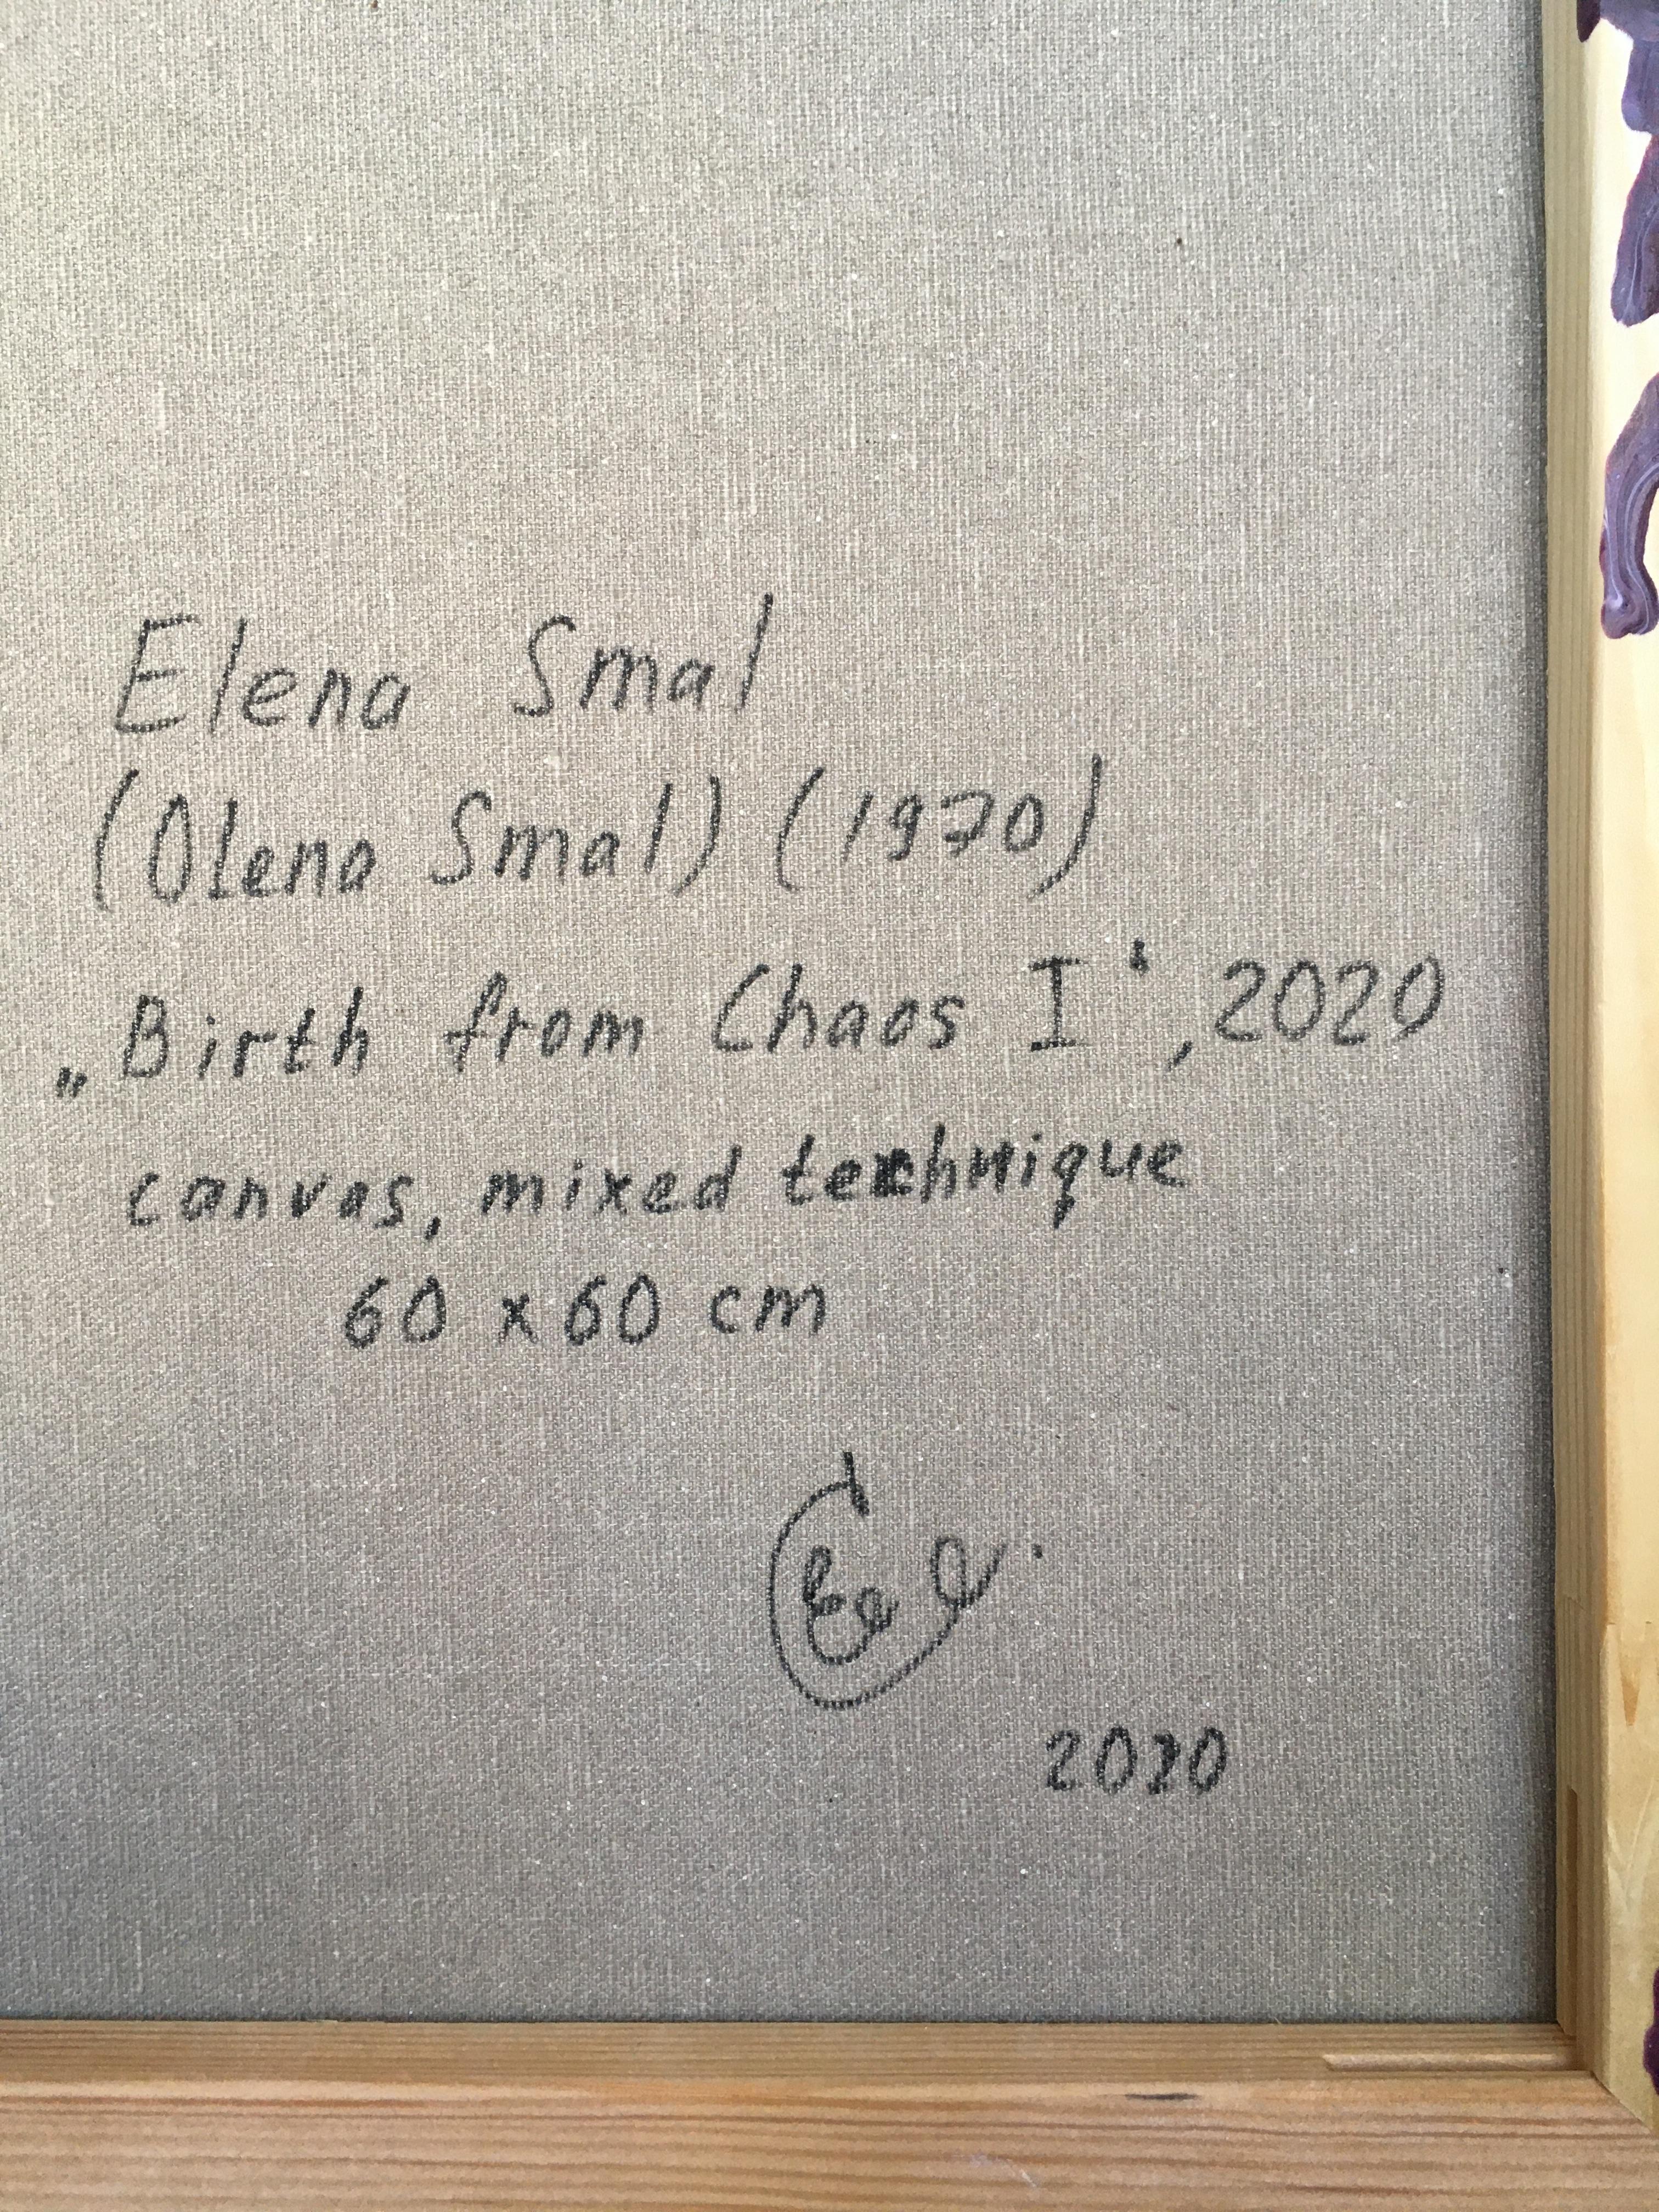 Elena Smal
(Olena Smal) (1970)
„Birth from Chaos I‘, 2020
canvas, mixed technique
60 x 60 cm
2020